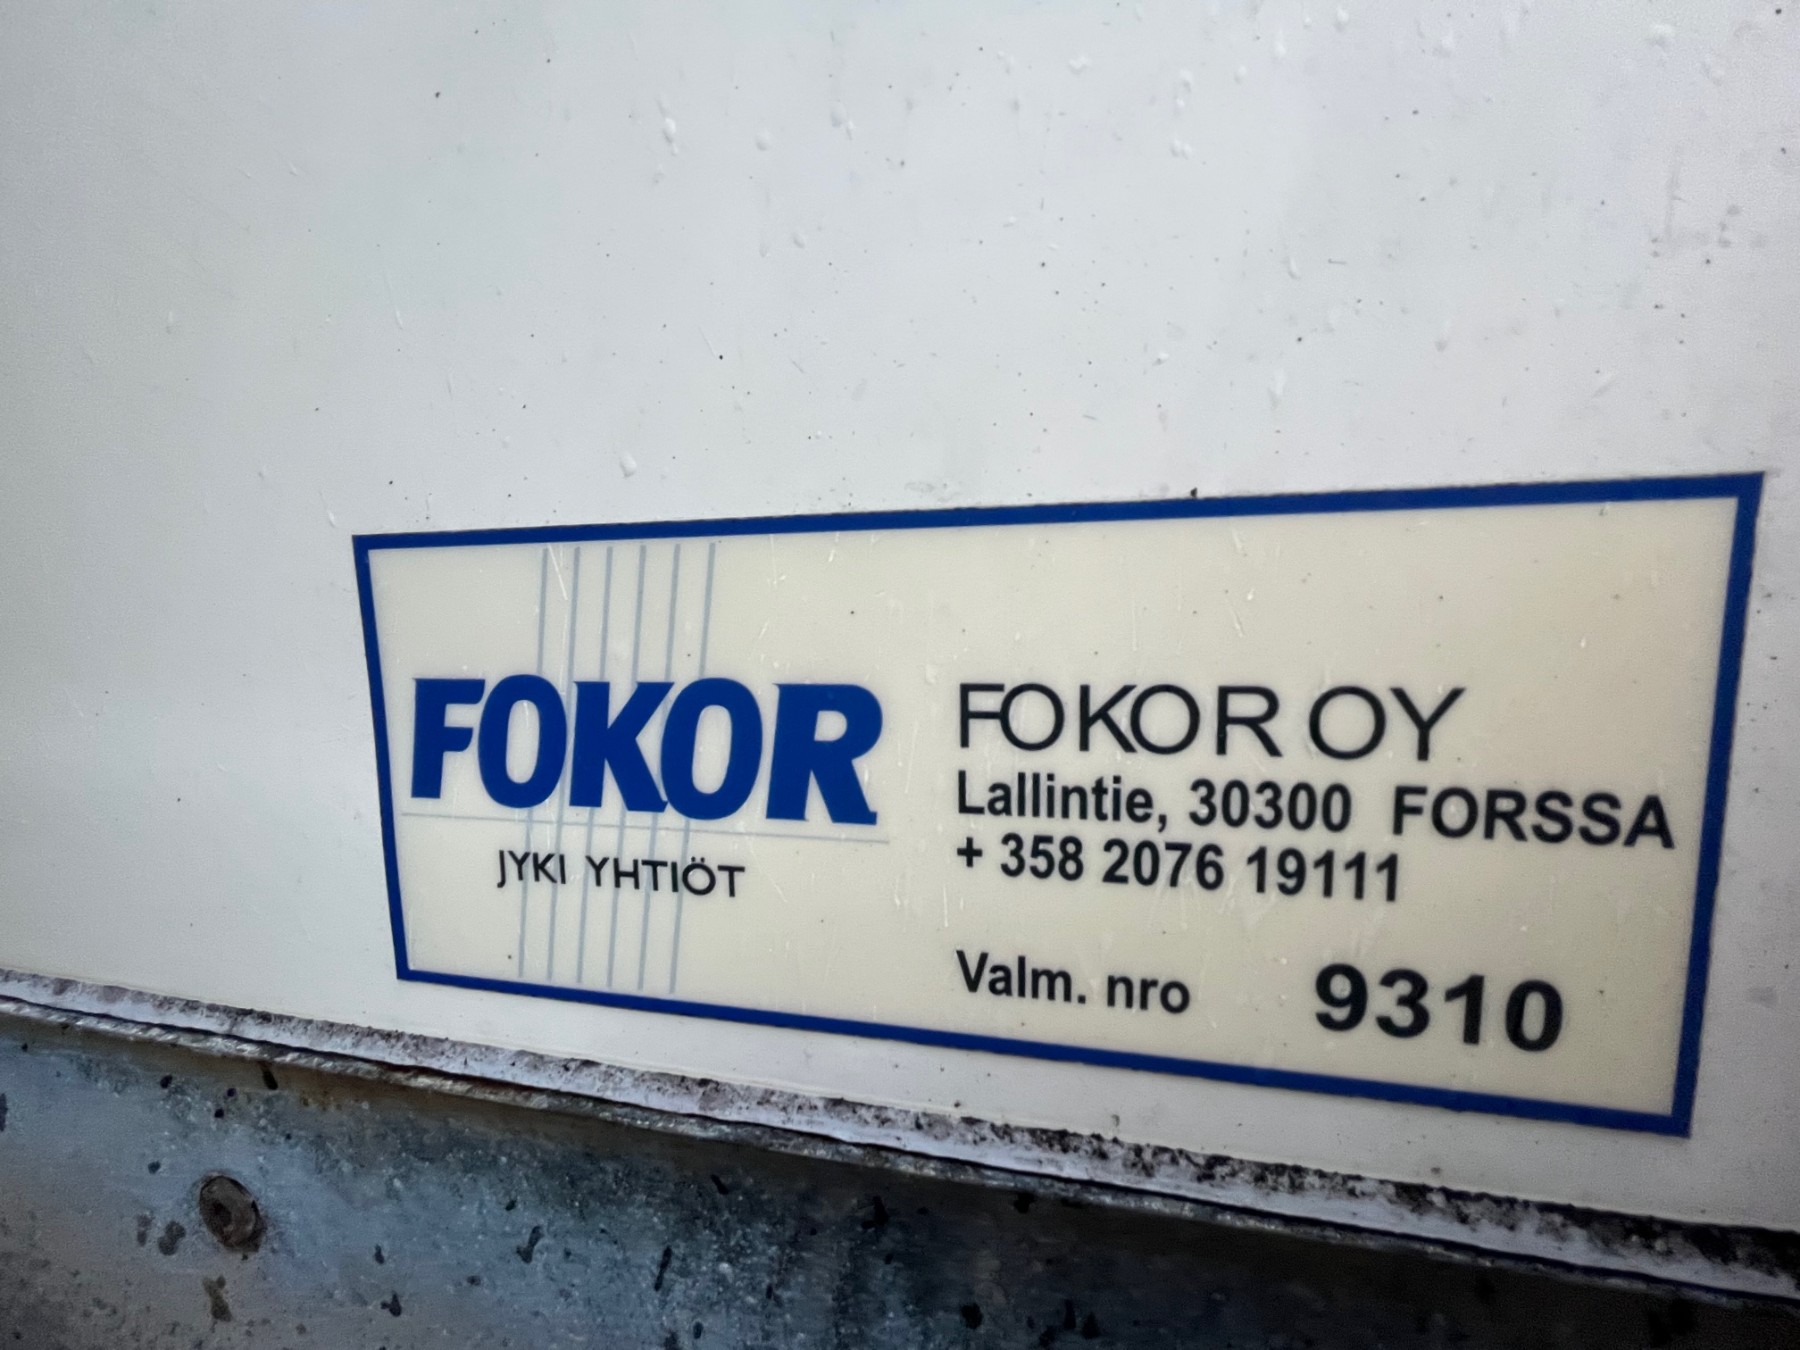 FOKOR
JYKI YHTIÖT
FOKOR OY
Lallintie, 30300 FORSSA
+ 358 2076 19111
Valm. nro 9310